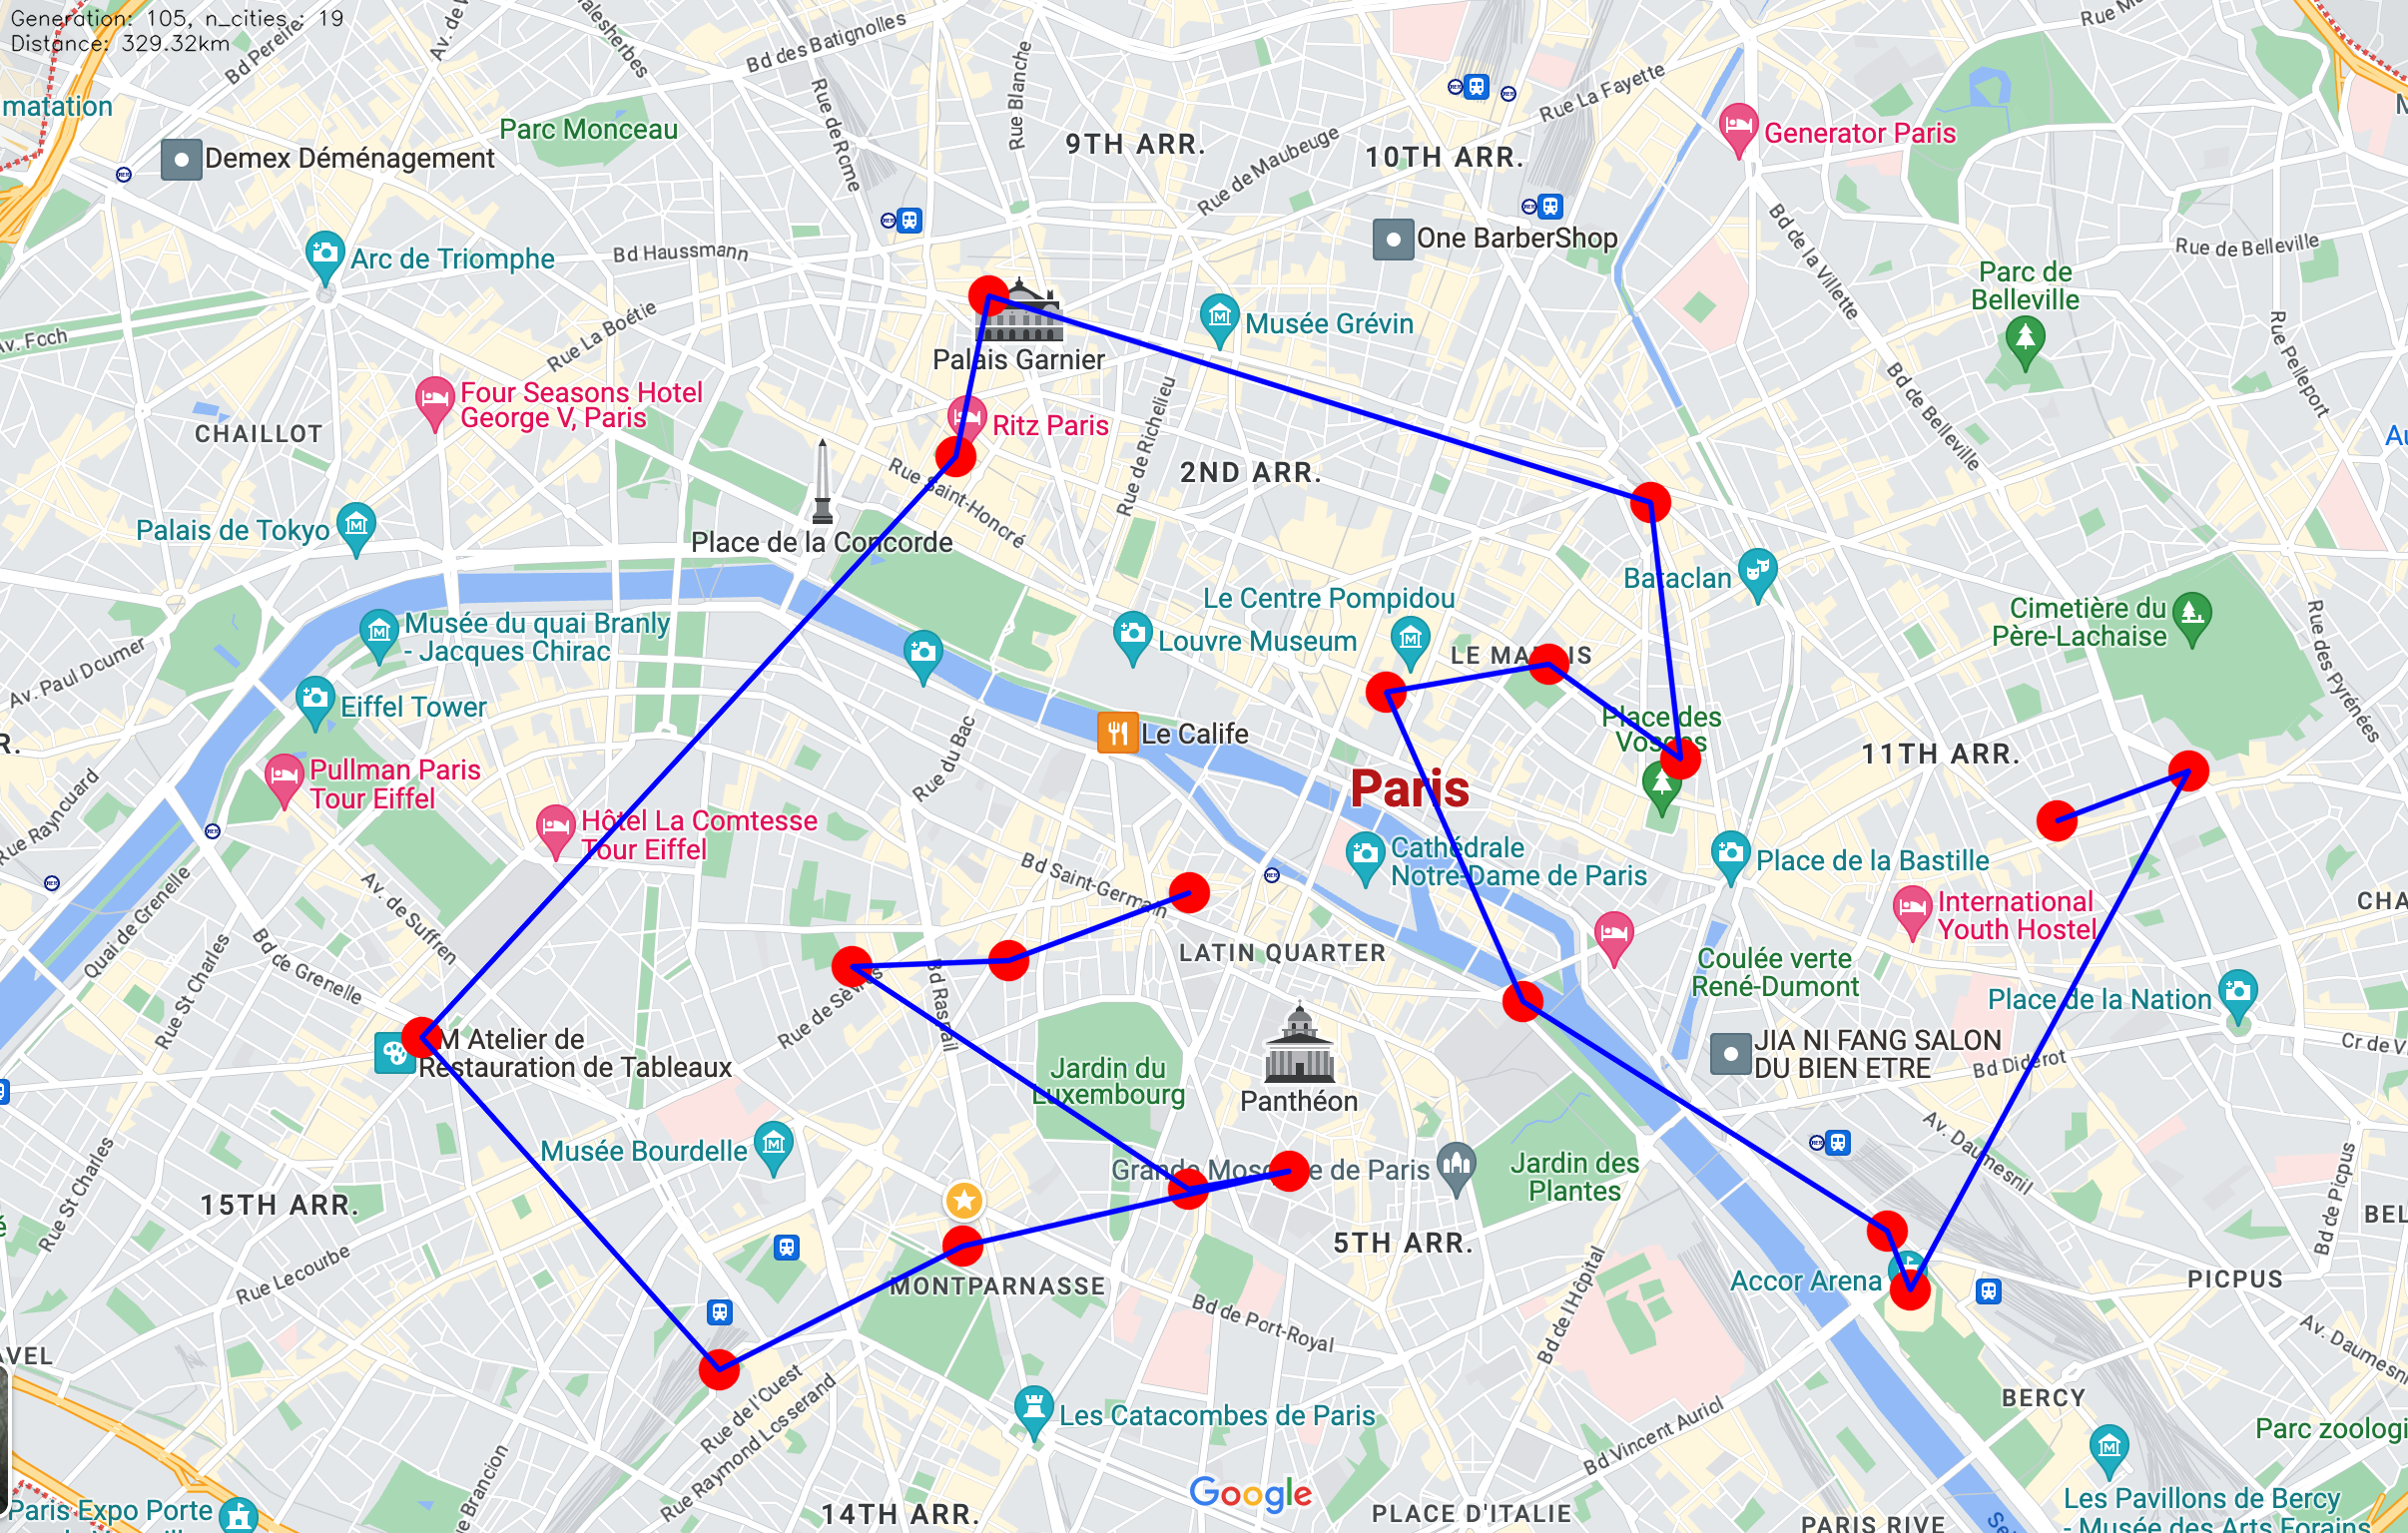 Generation: 105, n_cities : 19
Distance: 329.32km
Bd Pereire
Bd des Batignolles
Rue Blanche
Rue de Rome
Rue La Fayette
matation
Parc Monceau
9TH ARR.
Rue de Maubeuge
10TH ARR.
Generator Paris
Demex Déménagement
Arc de Triomphe
Bd Haussmann
One BarberShop
Bd de la Villette
Rue de Belleville
Parc de
Belleville
Av. Foch
Rue La Boétie
Musée Grévin
Palais Garnier
Rue Pelleport
Four Seasons Hotel
George V, Paris
CHAILLOT
Ritz Paris
Rue de Richelieu
2ND ARR.
Bd de Belleville
Rue Saint-Honoré
Palais de Tokyo
Place de la Concorde
Bataclan
Le Centre Pompidou
Cimetière du
Père-Lachaise
Musée du quai Branly
- Jacques Chirac
Louvre Museum
Av. Paul Doumer
Rue des Pyrénées
Eiffel Tower
Place des
Vosges
Le Calife
Rue du Bac
11TH ARR.
Pullman Paris
Tour Eiffel
Paris
Rue Raynouard
Hôtel La Comtesse
Tour Eiffel
Cathédrale
Notre-Dame de Paris
Place de la Bastille
Bd Saint-Germain
Av. de Suffren
Quai de Grenelle
International
Youth Hostel
CHA
Bd de Grenelle
Rue St Charles
LATIN QUARTER
Coulée verte
René-Dumont
Rue de Sèvres
Bd Raspail
Place de la Nation
Atelier de
Restauration de Tableaux
JIA NI FANG SALON
DU BIEN ETRE
Bd Diderot
Cr de V
Jardin du
Luxembourg
Panthéon
Av. Daumesnil
Musée Bourdelle
Grande Mosquée de Paris
Jardin des
Plantes
Rue St Charles
15TH ARR.
5TH ARR.
Bd de Picpus
BEL
Rue Lecourbe
MONTPARNASSE
Accor Arena
PICPUS
Bd de Port-Royal
Bd de l'Hôpital
Av. Daumesni
AVEL
Rue de l'Ouest
BERCY
Rue Raymond Losserand
Les Catacombes de Paris
Bd Vincent Auriol
Parc zoologi
Google
Paris Expo Porte
e Brancion
14TH ARR.
PLACE D'ITALIE
PARIS RIVE
Les Pavillons de Bercy
- Musée des Arts Forains